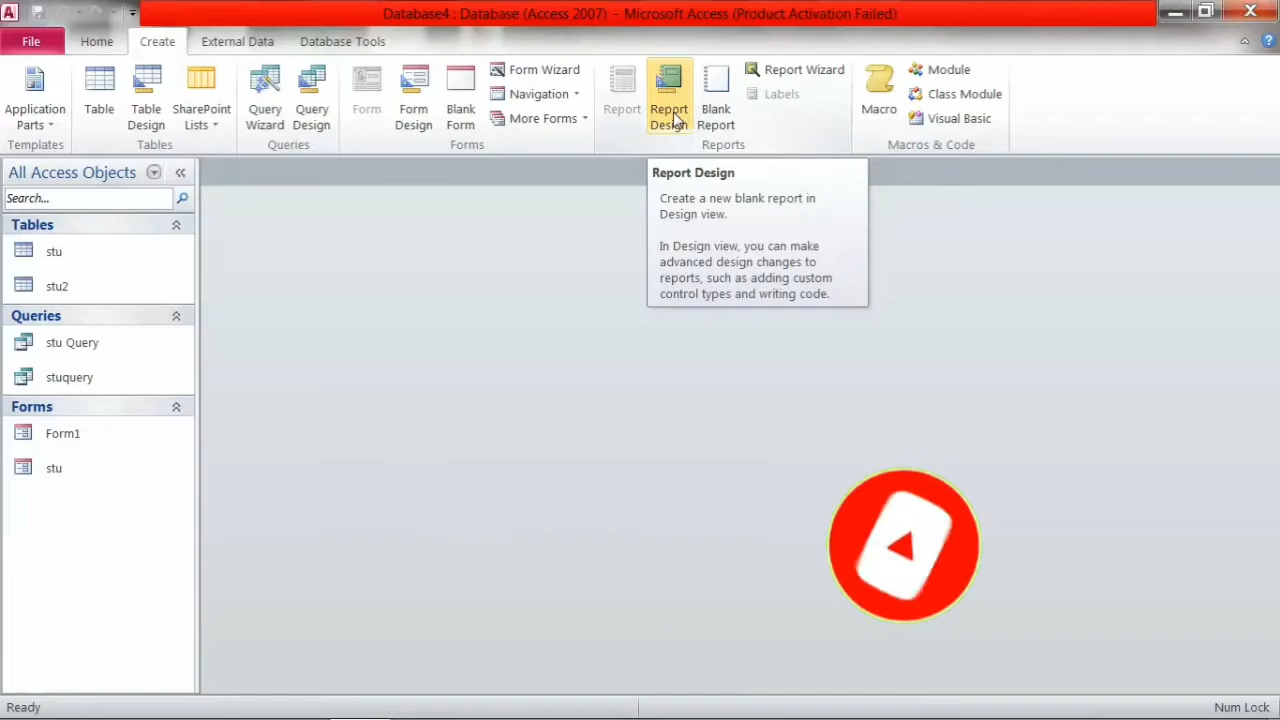 Database4 : Database (Access 2007) - Microsoft Access (Product Activation Failed)
File Home Create External Data Database Tools
Application Parts
Table
Table Design
SharePoint Lists
Query Wizard
Query Design
Form
Form Design
Blank Form
Form Wizard
Navigation
More Forms
Report
Report Design
Blank Report
Report Wizard
Labels
Macro
Module
Class Module
Visual Basic
Templates Tables Queries Forms Reports Macros & Code
All Access Objects
Search...
Tables
stu
stu2
Queries
stu Query
stuquery
Forms
Form1
stu
Report Design
Create a new blank report in
Design view.
In Design view, you can make
advanced design changes to
reports, such as adding custom
control types and writing code.
Ready
Num Lock